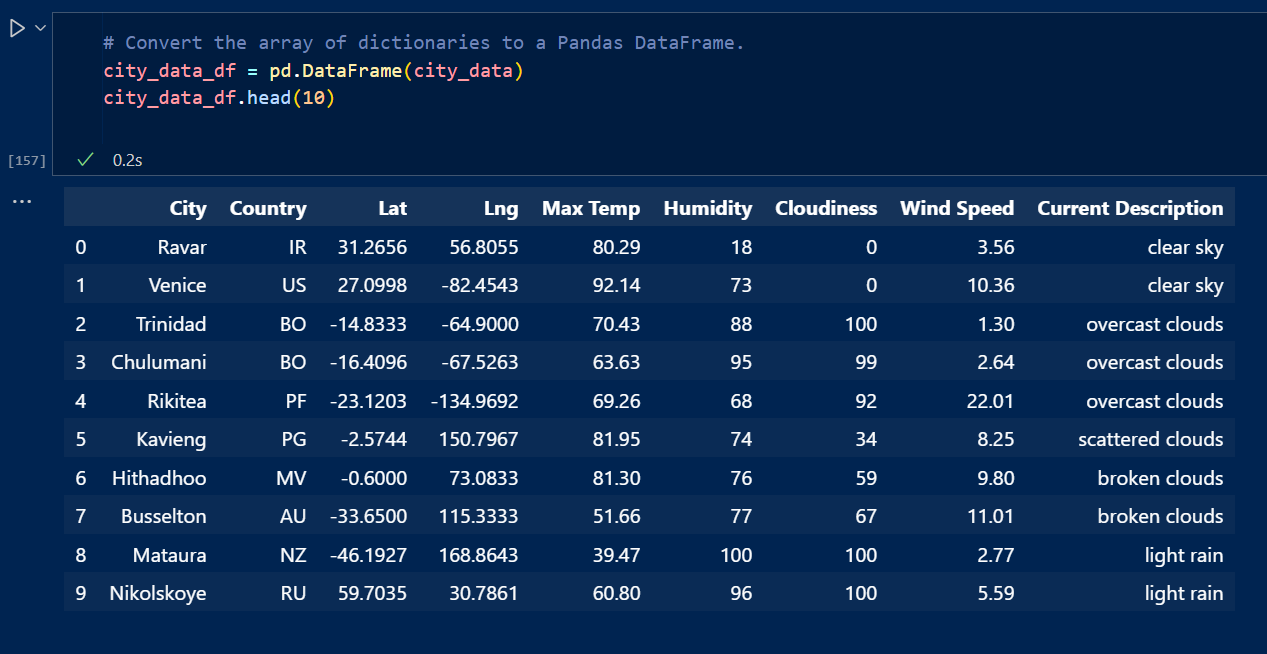 # Convert the array of dictionaries to a Pandas DataFrame.
city_data_df = pd.DataFrame(city_data)
city_data_df.head(10)
[157] ✓ 0.2s
...
City Country Lat Lng Max Temp Humidity Cloudiness Wind Speed Current Description
0 Ravar IR 31.2656 56.8055 80.29 18 0 3.56 clear sky
1 Venice US 27.0998 -82.4543 92.14 73 0 10.36 clear sky
2 Trinidad BO -14.8333 -64.9000 70.43 88 100 1.30 overcast clouds
3 Chulumani BO -16.4096 -67.5263 63.63 95 99 2.64 overcast clouds
4 Rikitea PF -23.1203 -134.9692 69.26 68 92 22.01 overcast clouds
5 Kavieng PG -2.5744 150.7967 81.95 74 34 8.25 scattered clouds
6 Hithadhoo MV -0.6000 73.0833 81.30 76 59 9.80 broken clouds
7 Busselton AU -33.6500 115.3333 51.66 77 67 11.01 broken clouds
8 Mataura NZ -46.1927 168.8643 39.47 100 100 2.77 light rain
9 Nikolskoye RU 59.7035 30.7861 60.80 96 100 5.59 light rain